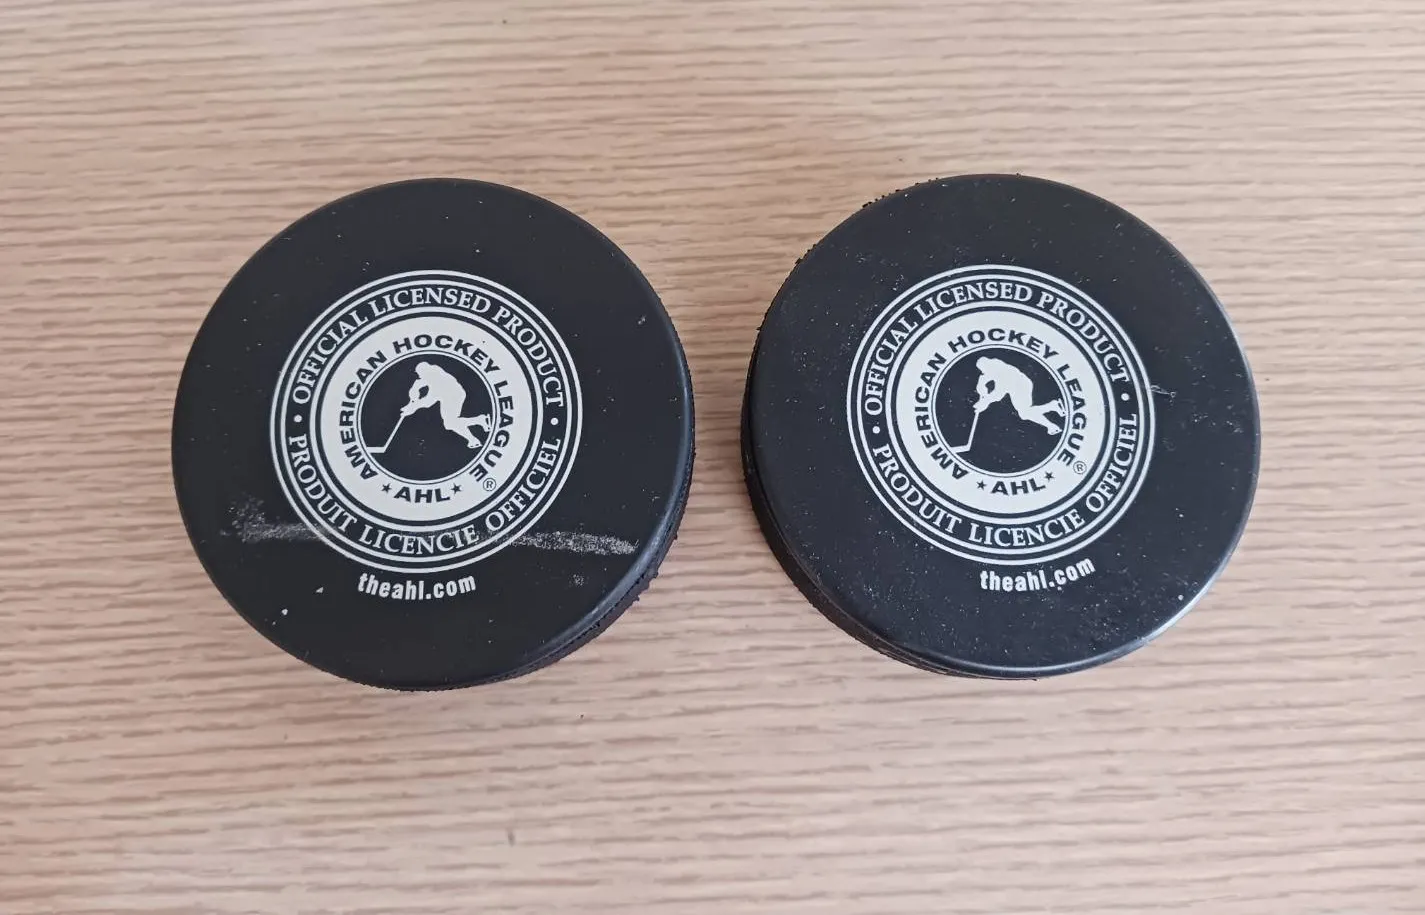 OFFICIAL LICENSED PRODUCT
AMERICAN HOCKEY LEAGUE®
★ AHL ★
• PRODUIT LICENCIE OFFICIEL •
theahl.com
OFFICIAL LICENSED PRODUCT
AMERICAN HOCKEY LEAGUE®
★ AHL ★
• PRODUIT LICENCIE OFFICIEL •
theahl.com